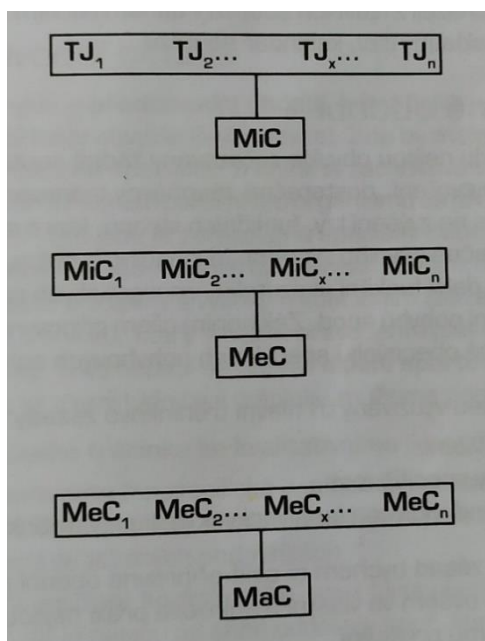 TJ₁ TJ₂... TJₓ... TJₙ
MiC
MiC₁ MiC₂... MiCₓ... MiCₙ
MeC
MeC₁ MeC₂... MeCₓ... MeCₙ
MaC